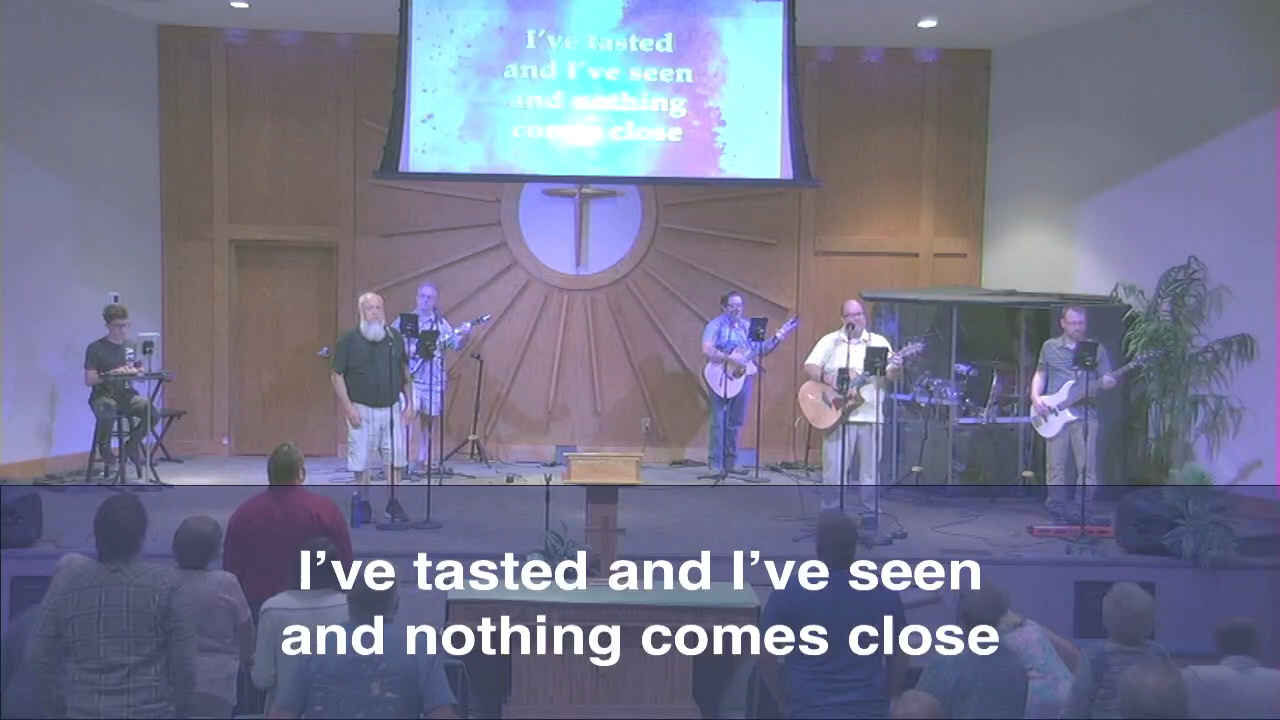 I've tasted
and I've seen
and nothing
comes close
I’ve tasted and I’ve seen
and nothing comes close